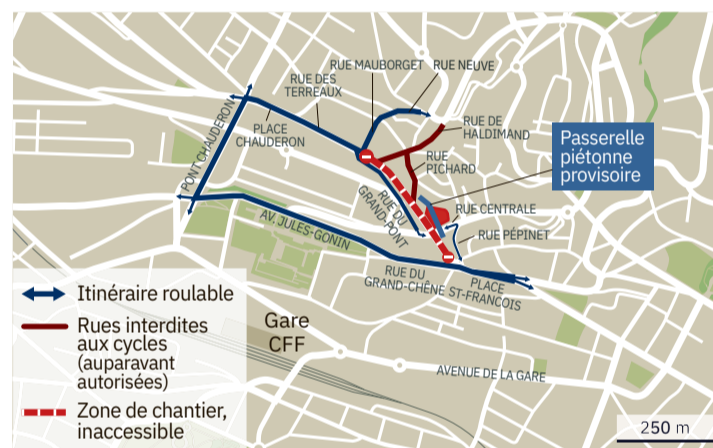 RUE MAUBORGET
RUE NEUVE
RUE DES
TERREAUX
PONT CHAUDERON
PLACE
CHAUDERON
RUE DE
HALDIMAND
RUE
PICHARD
Passerelle
piétonne
provisoire
RUE DU
GRAND-PONT
RUE CENTRALE
RUE PÉPINET
AV. JULES-GONIN
RUE DU
GRAND-CHÊNE
PLACE
ST-FRANÇOIS
Itinéraire roulable
Rues interdites
aux cycles
(auparavant
autorisées)
Zone de chantier,
inaccessible
Gare
CFF
AVENUE DE LA GARE
250 m